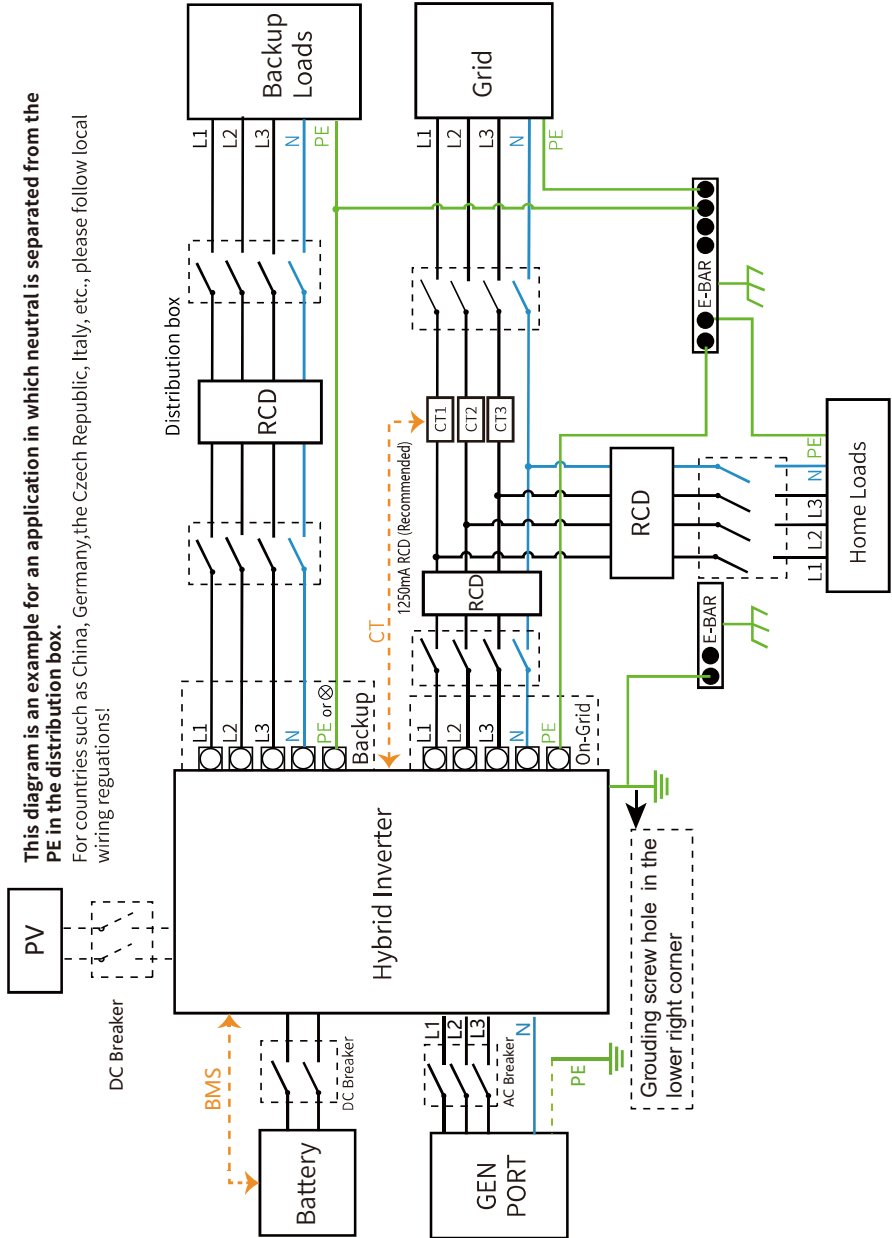 This diagram is an example for an application in which neutral is separated from the
PE in the distribution box.
For countries such as China, Germany,the Czech Republic, Italy, etc., please follow local
wiring reguations!
PV
DC Breaker
Backup
Loads
L1
L2
L3
N
PE
Distribution box
RCD
L1
L2
L3
N
PE or ⊗
Backup
Grid
L1
L2
L3
N
PE
CT1
CT2
CT3
CT
1250mA RCD (Recommended)
RCD
L1
L2
L3
N
PE
On-Grid
E-BAR
RCD
L1
L2
L3
N
PE
Home Loads
E-BAR
Hybrid Inverter
BMS
DC Breaker
Battery
L1
L2
L3
N
AC Breaker
PE
GEN
PORT
Grouding screw hole in the
lower right corner